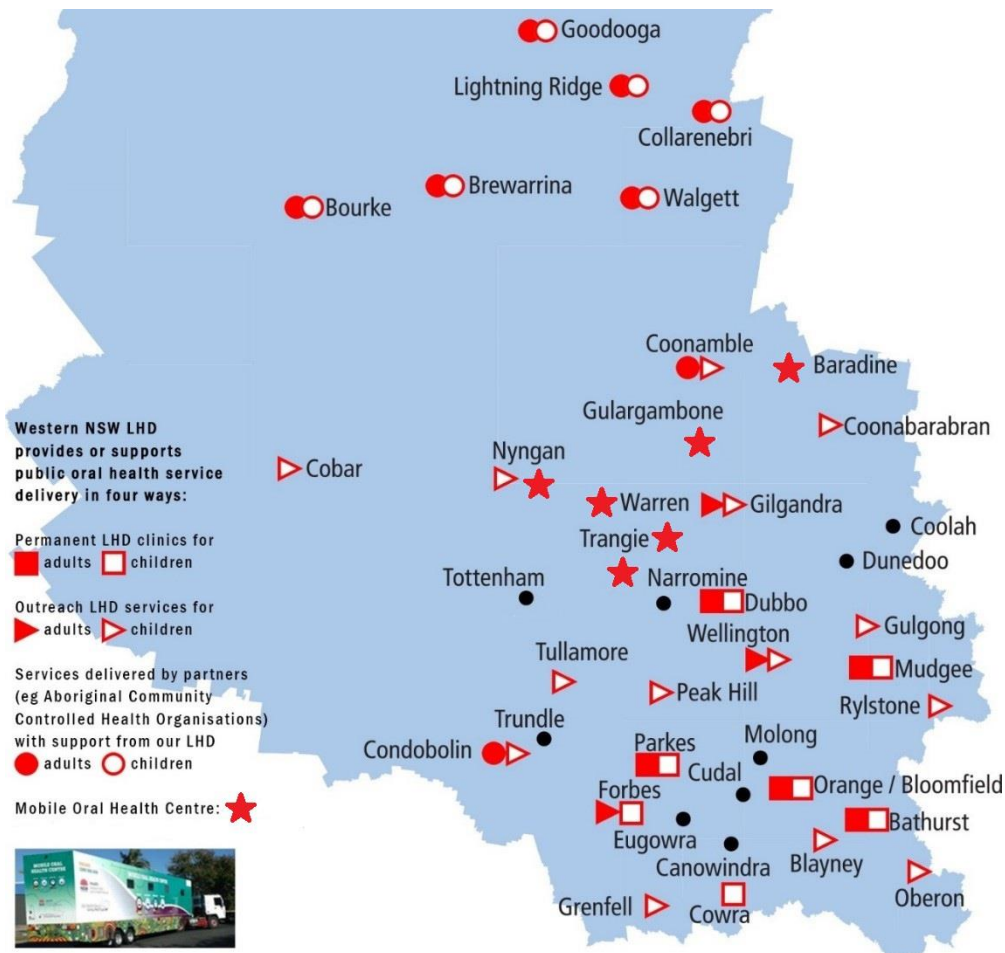 Goodooga
Lightning Ridge
Collarenebri
Brewarrina
Bourke
Walgett
Coonamble
Baradine
Gulargambone
Coonabarabran
Western NSW LHD
provides or supports
public oral health service
delivery in four ways:
Nyngan
Cobar
Warren
Gilgandra
Coolah
Permanent LHD clinics for
adults children
Trangie
Dunedoo
Tottenham
Narromine
Dubbo
Outreach LHD services for
adults children
Gulgong
Wellington
Tullamore
Mudgee
Services delivered by partners
(eg Aboriginal Community
Controlled Health Organisations)
with support from our LHD
adults children
Peak Hill
Rylstone
Trundle
Molong
Condobolin
Parkes
Cudal
Orange / Bloomfield
Forbes
Mobile Oral Health Centre:
Bathurst
Eugowra
Canowindra
Blayney
Oberon
Grenfell
Cowra
MOBILE ORAL
HEALTH CENTRE